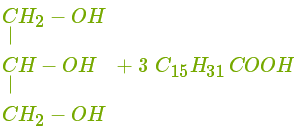 CH₂ − OH
|
CH − OH + 3 C₁₅H₃₁COOH
|
CH₂ − OH